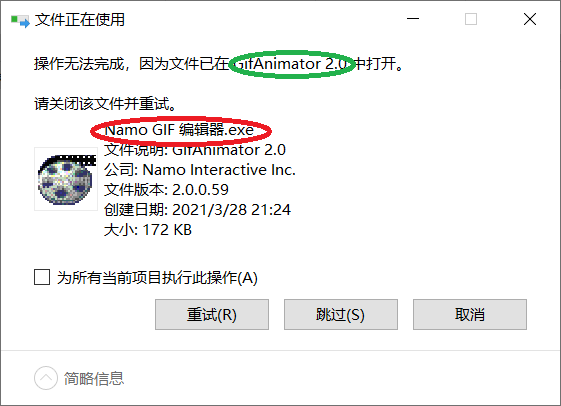 文件正在使用
操作无法完成，因为文件已在 GifAnimator 2.0 中打开。
请关闭该文件并重试。
Namo GIF 编辑器.exe
文件说明: GifAnimator 2.0
公司: Namo Interactive Inc.
文件版本: 2.0.0.59
创建日期: 2021/3/28 21:24
大小: 172 KB
为所有当前项目执行此操作(A)
重试(R) 跳过(S) 取消
简略信息